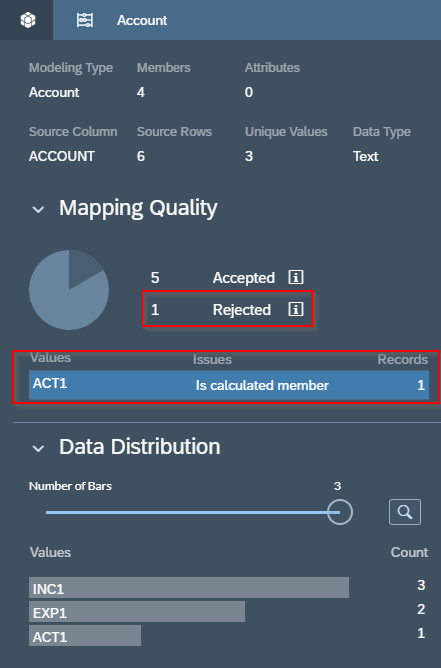 Account
Modeling Type Members Attributes
Account 4 0
Source Column Source Rows Unique Values Data Type
ACCOUNT 6 3 Text
Mapping Quality
5 Accepted
1 Rejected
Values Issues Records
ACT1 Is calculated member 1
Data Distribution
Number of Bars 3
Values Count
INC1 3
EXP1 2
ACT1 1